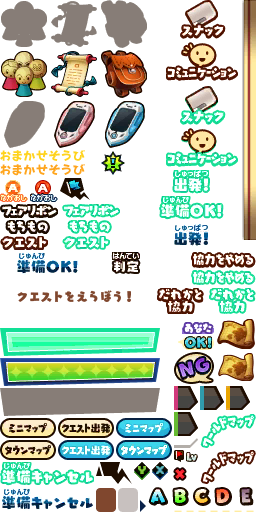 スナック
コミュニケーション
スナック
コミュニケーション
おまかせそうび
おまかせそうび
A
ながおし
A
ながおし
フェアリポン
もちもの
クエスト
フェアリポン
もちもの
クエスト
しゅっぱつ
出発!
じゅんび
準備OK!
しゅっぱつ
出発!
じゅんび
準備OK!
はんてい
判定
協力をやめる
協力をやめる
だれかと
協力
だれかと
協力
クエストをえらぼう!
あなた
OK!
NG
ミニマップ
クエスト出発
ミニマップ
タウンマップ
クエスト出発
タウンマップ
ワールドマップ
ワールドマップ
Lv
じゅんび
準備キャンセル
じゅんび
準備キャンセル
Y
X
A
B
C
D
E